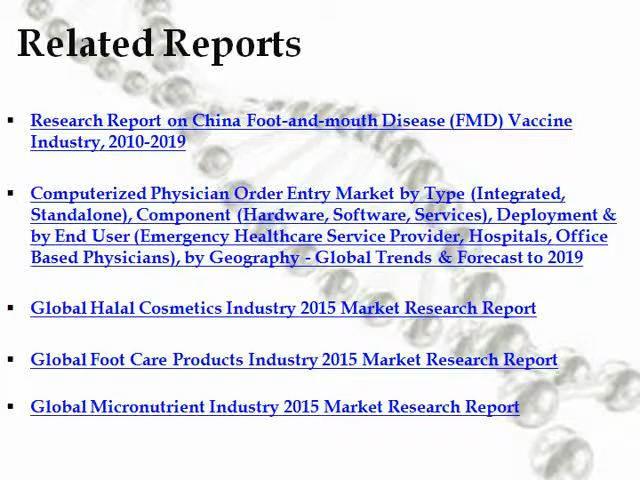 Related Reports
▪ Research Report on China Foot-and-mouth Disease (FMD) Vaccine
Industry, 2010-2019
▪ Computerized Physician Order Entry Market by Type (Integrated,
Standalone), Component (Hardware, Software, Services), Deployment &
by End User (Emergency Healthcare Service Provider, Hospitals, Office
Based Physicians), by Geography - Global Trends & Forecast to 2019
▪ Global Halal Cosmetics Industry 2015 Market Research Report
▪ Global Foot Care Products Industry 2015 Market Research Report
▪ Global Micronutrient Industry 2015 Market Research Report